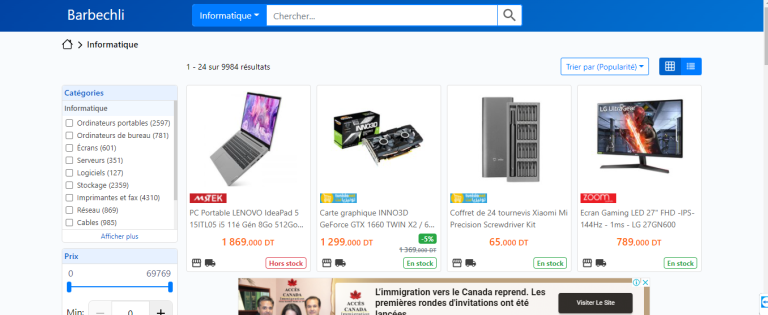 Barbechli
Informatique
Chercher...
Informatique
1 - 24 sur 9984 résultats
Trier par (Popularité)
Catégories
Informatique
Ordinateurs portables (2597)
Ordinateurs de bureau (781)
Écrans (601)
Serveurs (351)
Logiciels (127)
Stockage (2359)
Imprimantes et fax (4310)
Réseau (869)
Cables (985)
Afficher plus
Prix
0 69769
Min: - 0 +
MYTEK
PC Portable LENOVO IdeaPad 5
15ITL05 i5 11è Gén 8Go 512Go...
1 869.000 DT
Hors stock
INNO3D
Carte graphique INNO3D
GeForce GTX 1660 TWIN X2 / 6...
1 299.000 DT
-5%
1 369.000
En stock
Coffret de 24 tournevis Xiaomi Mi
Precision Screwdriver Kit
65.000 DT
En stock
LG UltraGear
zoom
Ecran Gaming LED 27" FHD -IPS-
144Hz - 1ms - LG 27GN600
789.000 DT
En stock
ACCÈS
CANADA
L'immigration vers le Canada reprend. Les
premières rondes d'invitations ont été
lancées
Visiter Le Site